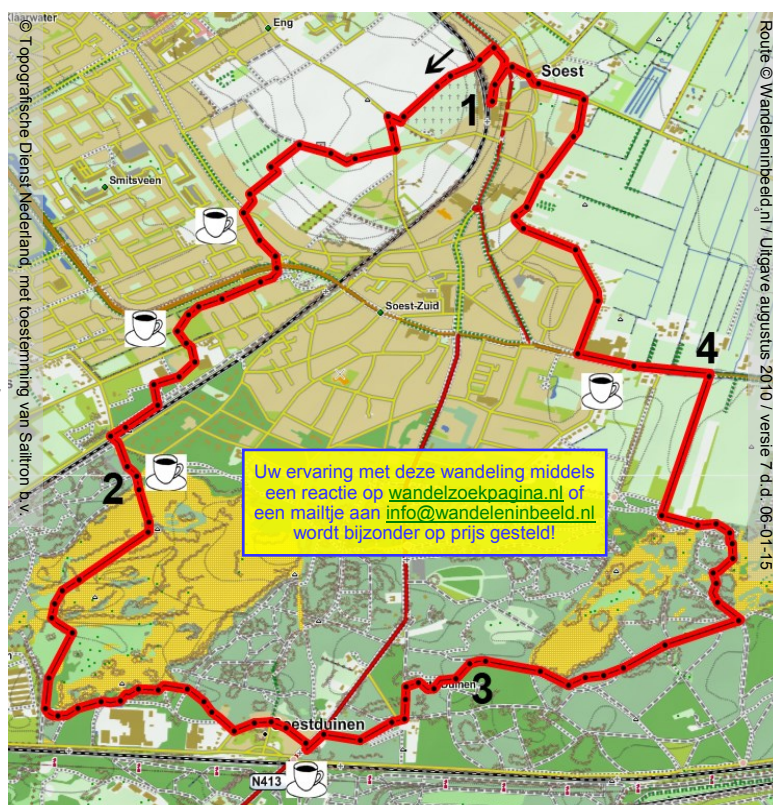 Klaarwater
Eng
Soest
1
Smitsveen
Soest-Zuid
4
2
Uw ervaring met deze wandeling middels
een reactie op wandelzoekpagina.nl of
een mailtje aan info@wandeleninbeeld.nl
wordt bijzonder op prijs gesteld!
Duinen
3
estduinen
N413
© Topografische Dienst Nederland, met toestemming van Sailtron b.v.
Route © Wandeleninbeeld.nl / Uitgave augustus 2010 / versie 7 d.d. 06-01-15